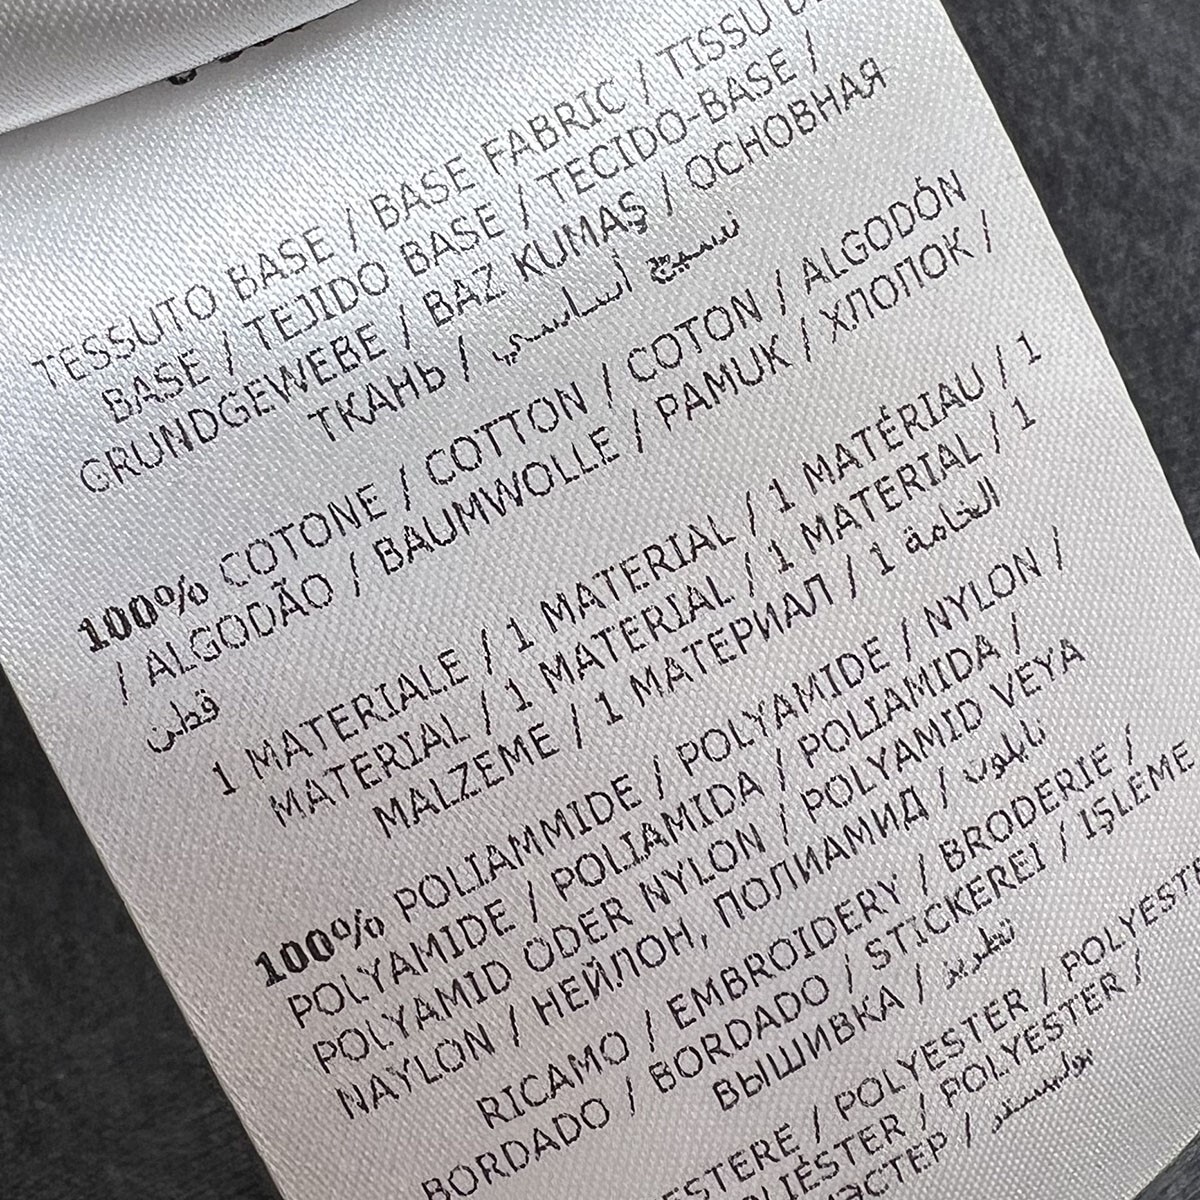 TESSUTO BASE / BASE FABRIC / TISSU DE
BASE / TEJIDO BASE / TECIDO-BASE /
GRUNDGEWEBE / BAZ KUMAŞ / ОСНОВНАЯ
ТКАНЬ / نسيج أساسي
100% COTONE / COTTON / COTON / ALGODÓN
/ ALGODÃO / BAUMWOLLE / PAMUK / ХЛОПОК /
قطن
1 MATERIALE / 1 MATERIAL / 1 MATÉRIAU / 1
MATERIAL / 1 MATERIAL / 1 MATERIAL / 1
MALZEME / 1 МАТЕРИАЛ / 1 الخامة
100% POLIAMMIDE / POLYAMIDE / NYLON /
POLYAMIDE / POLIAMIDA / POLIAMIDA /
POLYAMID ODER NYLON / POLYAMID VEYA
NAYLON / НЕЙЛОН, ПОЛИАМИД / نايلون
RICAMO / EMBROIDERY / BRODERIE /
BORDADO / BORDADO / STICKEREI / IŞLEME
ВЫШИВКА / تطريز
/ POLYESTER /
/ POLYESTER /
/ بوليستر